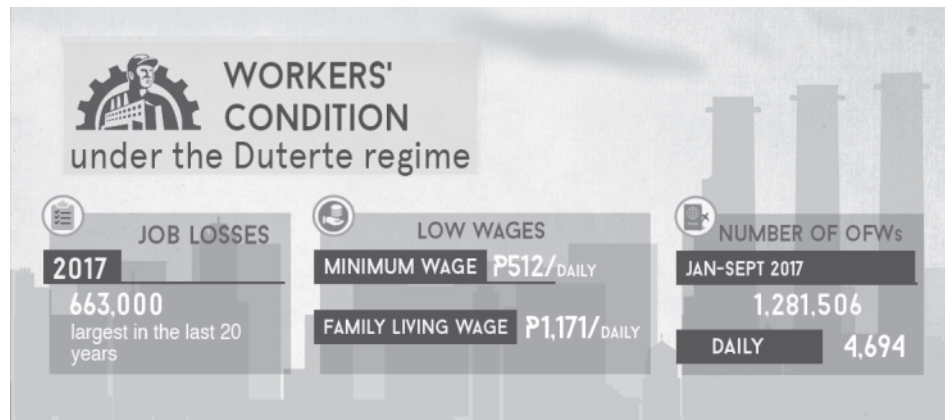 WORKERS'
CONDITION
under the Duterte regime
JOB LOSSES
2017
663,000
largest in the last 20
years
LOW WAGES
MINIMUM WAGE ₱512/DAILY
FAMILY LIVING WAGE ₱1,171/DAILY
NUMBER OF OFWs
JAN-SEPT 2017
1,281,506
DAILY 4,694